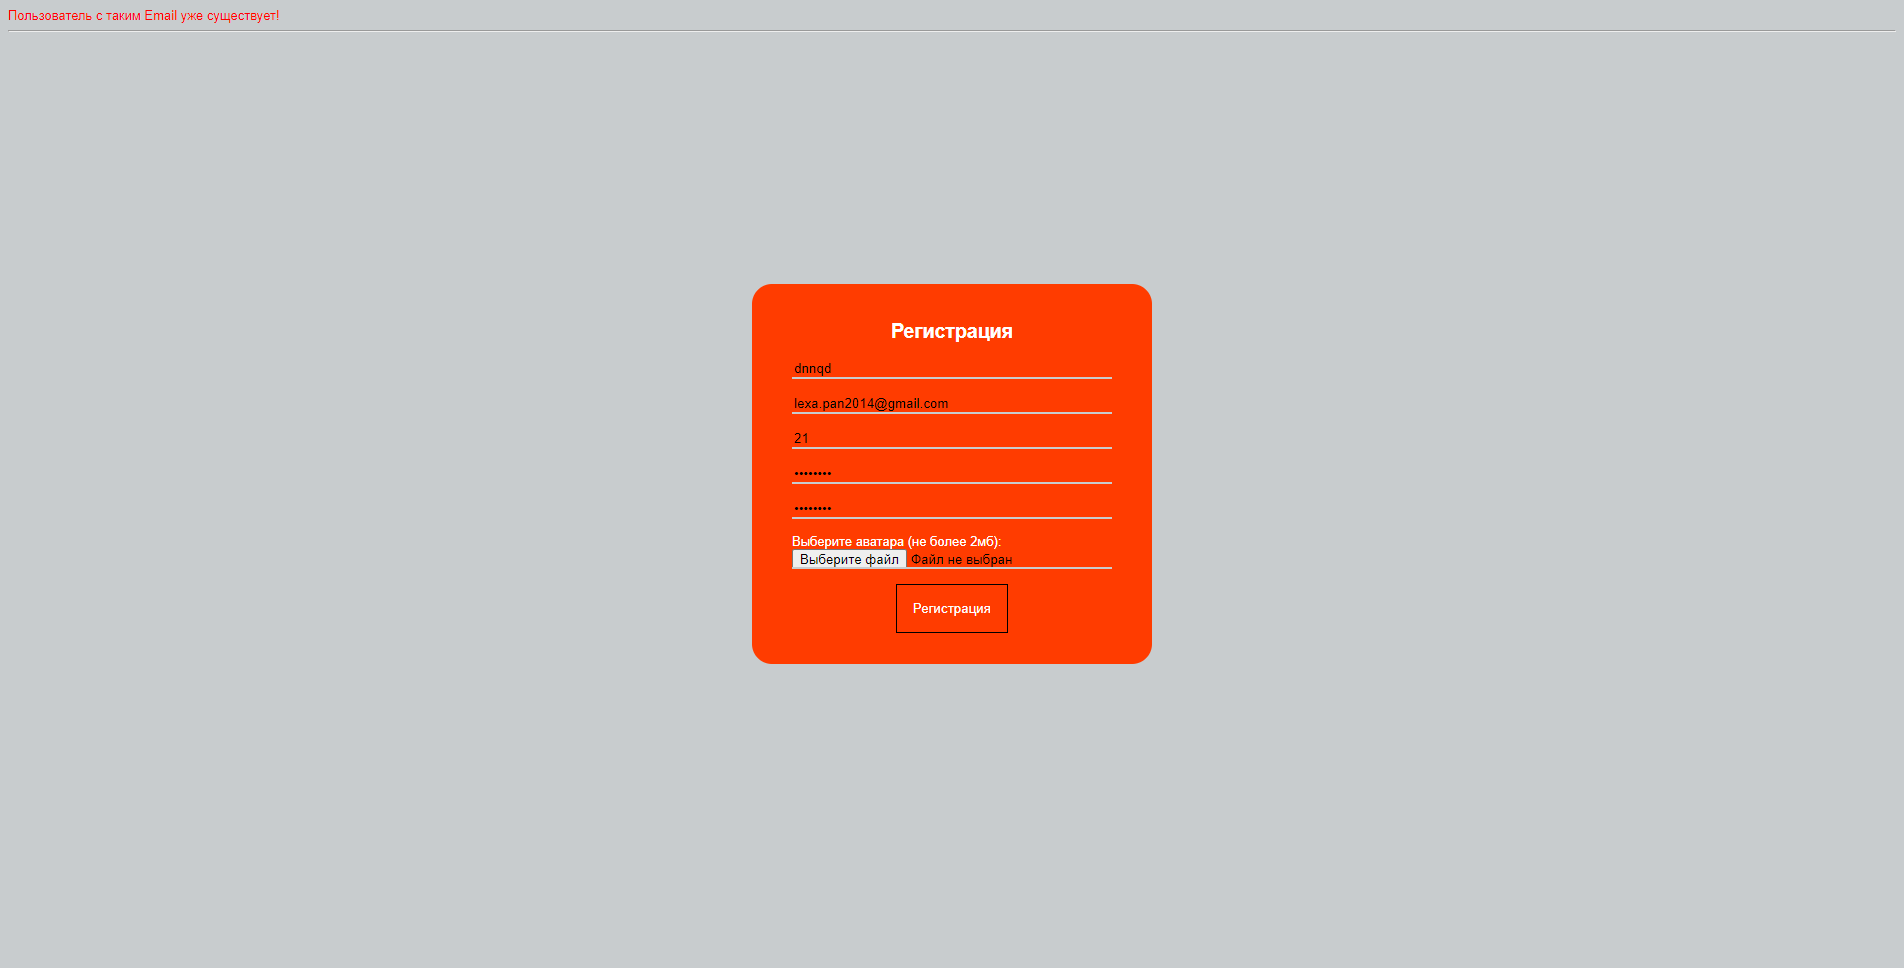 Пользователь с таким Email уже существует!
Регистрация
dnnqd
lexa.pan2014@gmail.com
21
••••••••
••••••••
Выберите аватара (не более 2мб):
Выберите файл Файл не выбран
Регистрация